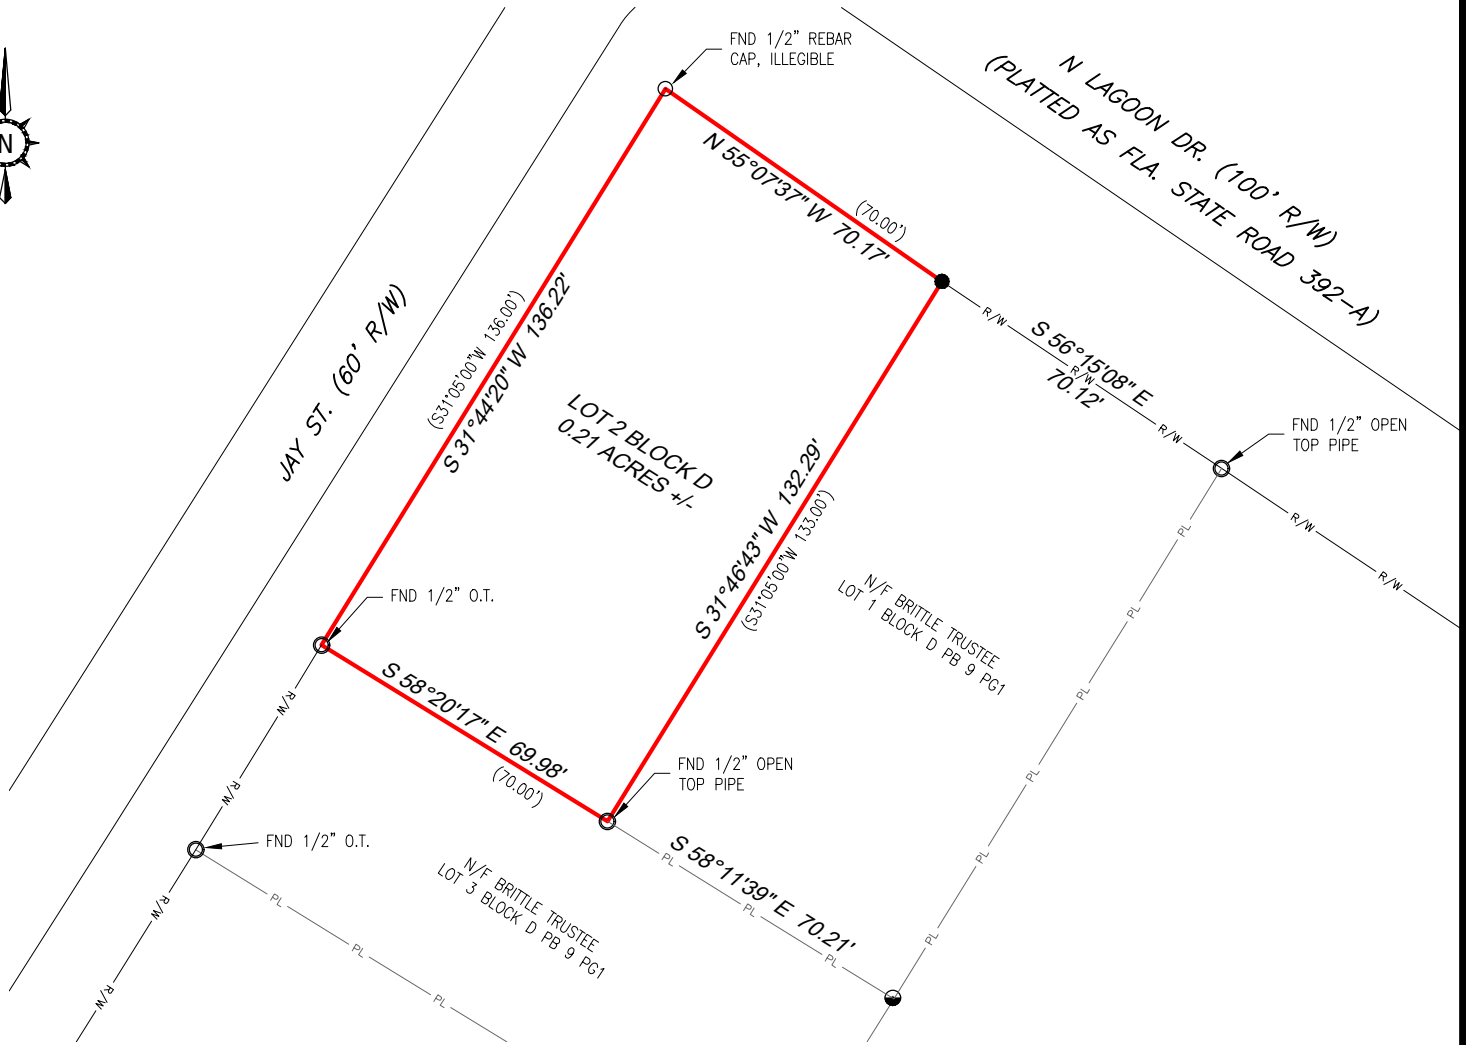 FND 1/2" REBAR
CAP, ILLEGIBLE
N LAGOON DR. (100' R/W)
(PLATTED AS FLA. STATE ROAD 392-A)
N
N 55°07'37" W 70.17'
(70.00')
R/W
S 56°15'08" E
R/W
70.12'
R/W
FND 1/2" OPEN
TOP PIPE
R/W
R/W
JAY ST. (60' R/W)
(S31°05'00"W 136.00')
S 31°44'20" W 136.22'
LOT 2 BLOCK D
0.21 ACRES +/-
S 31°46'43" W 132.29'
(S31°05'00"W 133.00')
N/F BRITTLE TRUSTEE
LOT 1 BLOCK D PB 9 PG1
PL
PL
PL
PL
PL
PL
FND 1/2" O.T.
R/W
R/W
R/W
R/W
S 58°20'17" E 69.98'
(70.00')
FND 1/2" OPEN
TOP PIPE
FND 1/2" O.T.
S 58°11'39" E 70.21'
PL
PL
PL
N/F BRITTLE TRUSTEE
LOT 3 BLOCK D PB 9 PG1
PL
PL
PL